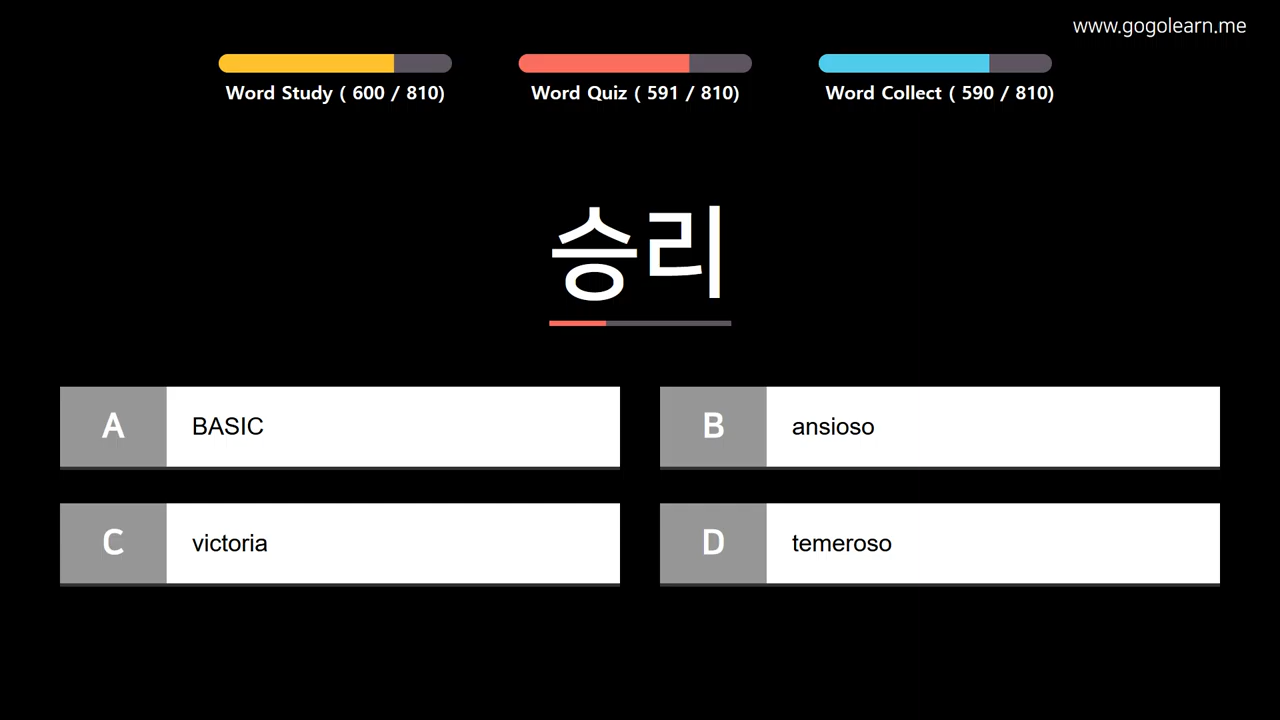 www.gogolearn.me
Word Study ( 600 / 810)
Word Quiz ( 591 / 810)
Word Collect ( 590 / 810)
승리
A BASIC
B ansioso
C victoria
D temeroso